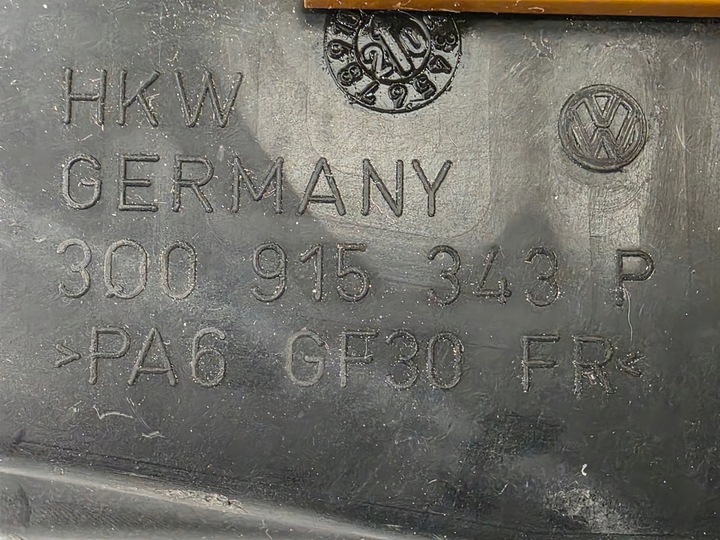 HKW
GERMANY
3Q0 915 343 P
>PA6 GF30 FR<